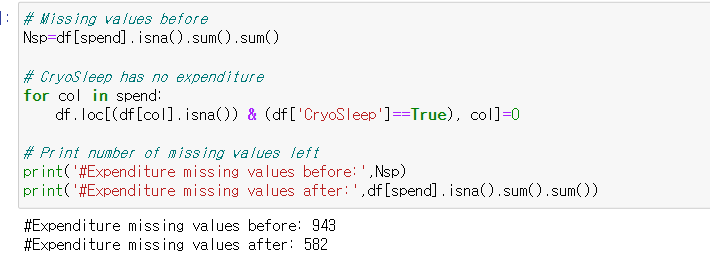 ]:
# Missing values before
Nsp=df[spend].isna().sum().sum()
# CryoSleep has no expenditure
for col in spend:
    df.loc[(df[col].isna()) & (df['CryoSleep']==True), col]=0
# Print number of missing values left
print('#Expenditure missing values before:',Nsp)
print('#Expenditure missing values after:',df[spend].isna().sum().sum())
#Expenditure missing values before: 943
#Expenditure missing values after: 582